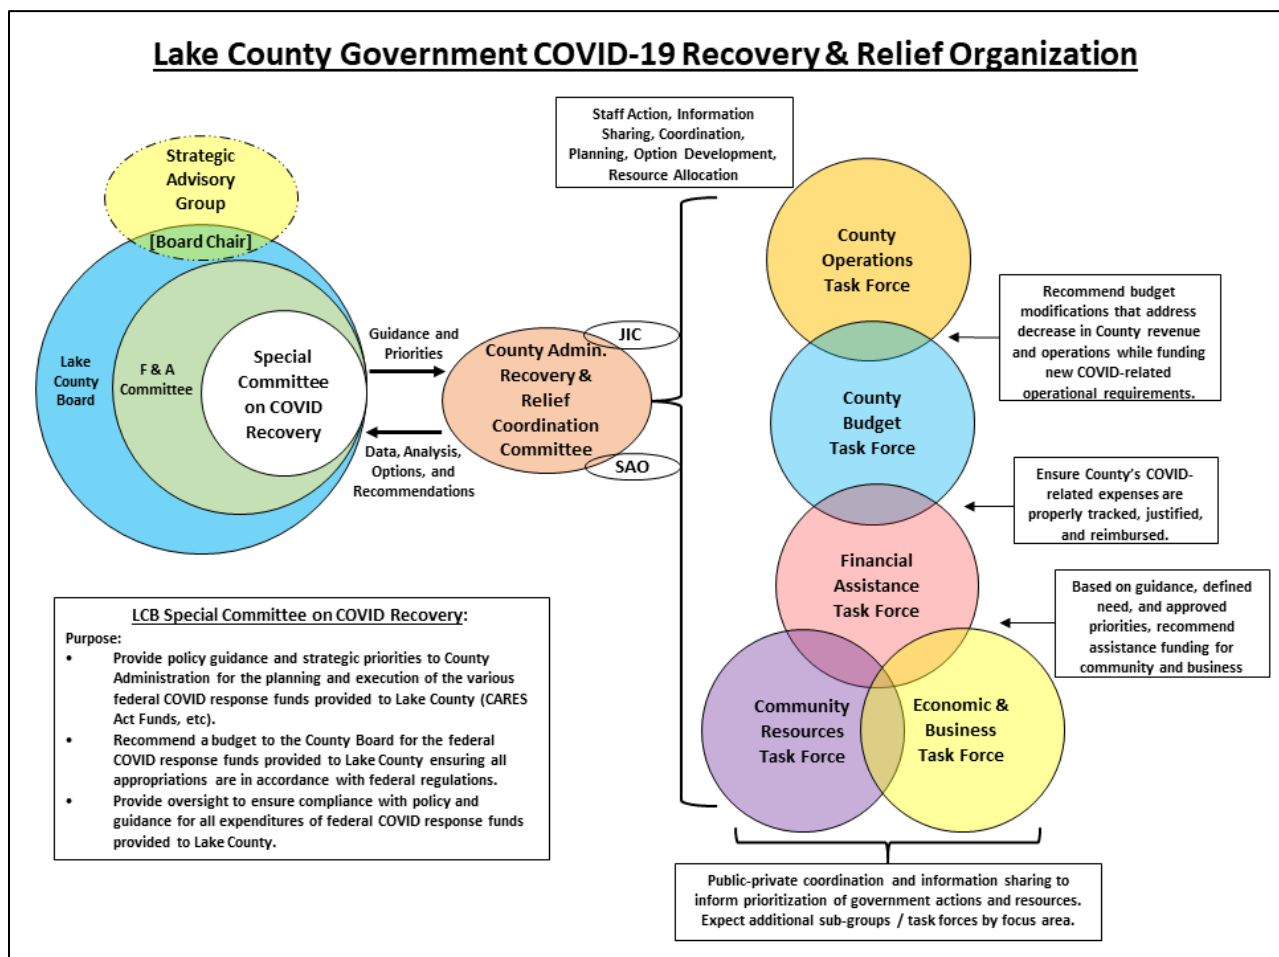 Lake County Government COVID-19 Recovery & Relief Organization
Staff Action, Information
Sharing, Coordination,
Planning, Option Development,
Resource Allocation
Strategic
Advisory
Group
[Board Chair]
Lake
County
Board
F & A
Committee
Special
Committee
on COVID
Recovery
Guidance and
Priorities
Data, Analysis,
Options, and
Recommendations
JIC
County Admin.
Recovery &
Relief
Coordination
Committee
SAO
County
Operations
Task Force
County
Budget
Task Force
Financial
Assistance
Task Force
Community
Resources
Task Force
Economic &
Business
Task Force
Recommend budget
modifications that address
decrease in County revenue
and operations while funding
new COVID-related
operational requirements.
Ensure County's COVID-
related expenses are
properly tracked, justified,
and reimbursed.
Based on guidance, defined
need, and approved
priorities, recommend
assistance funding for
community and business
LCB Special Committee on COVID Recovery:
Purpose:
• Provide policy guidance and strategic priorities to County
Administration for the planning and execution of the various
federal COVID response funds provided to Lake County (CARES
Act Funds, etc).
• Recommend a budget to the County Board for the federal
COVID response funds provided to Lake County ensuring all
appropriations are in accordance with federal regulations.
• Provide oversight to ensure compliance with policy and
guidance for all expenditures of federal COVID response funds
provided to Lake County.
Public-private coordination and information sharing to
inform prioritization of government actions and resources.
Expect additional sub-groups / task forces by focus area.